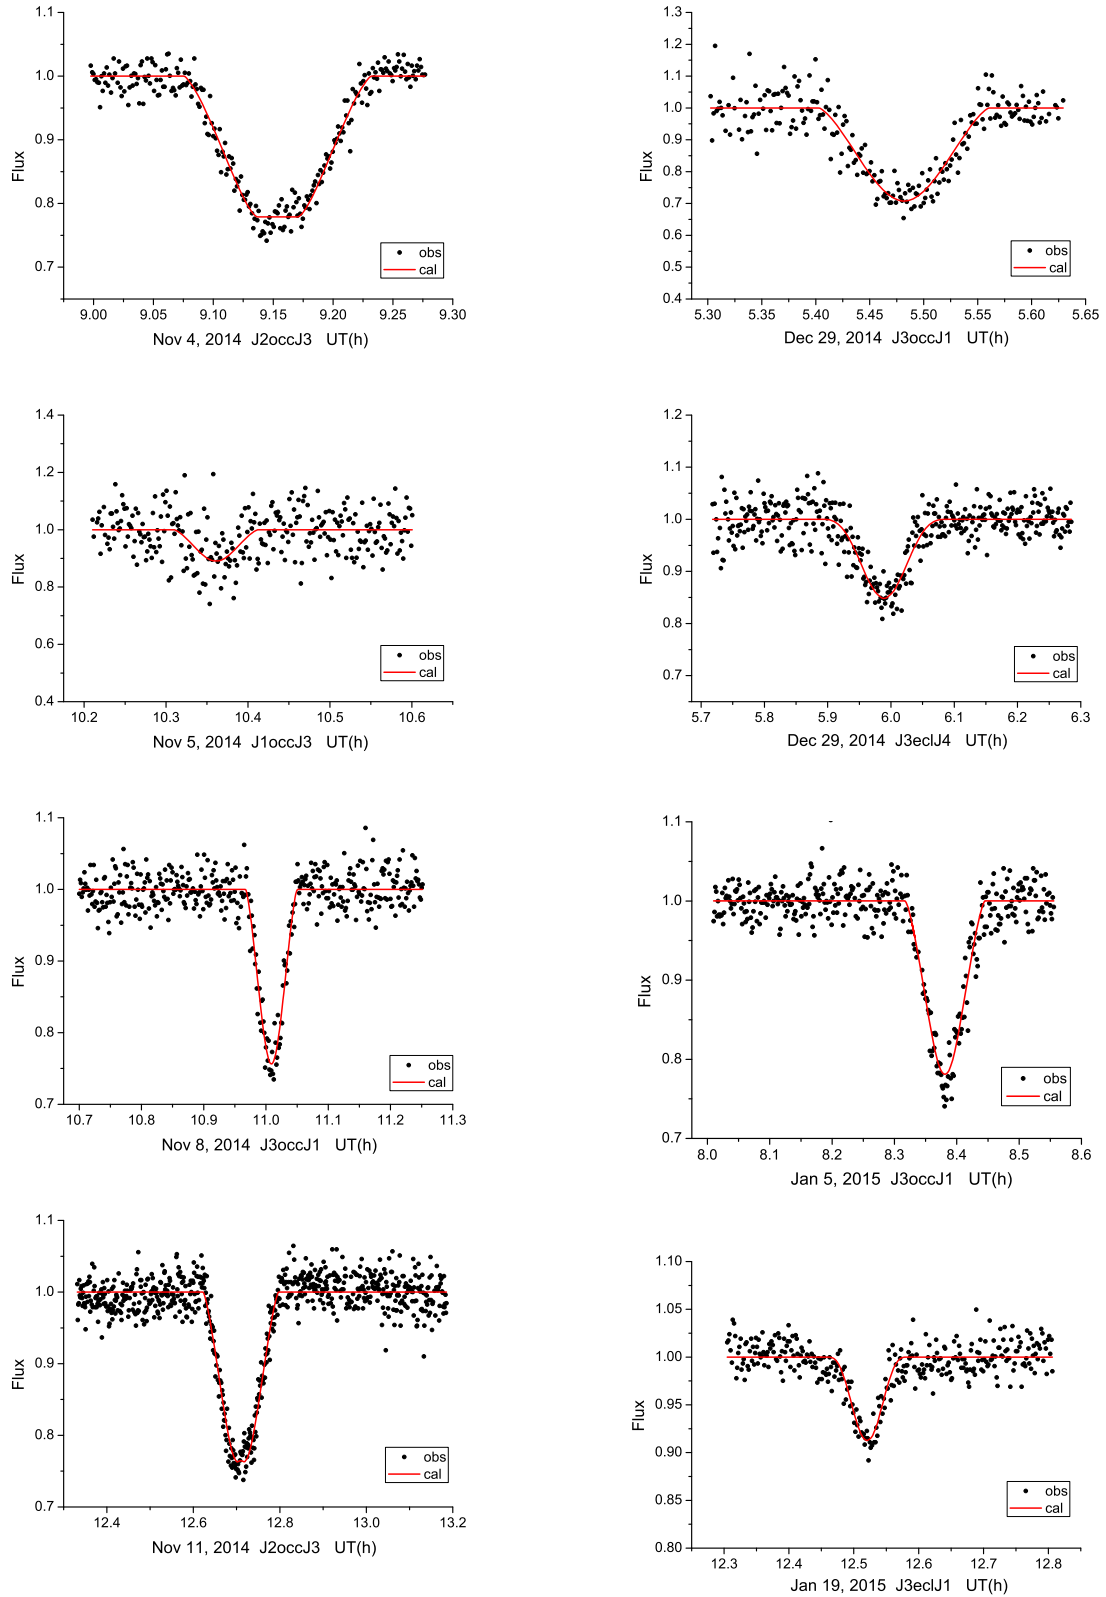 1.1
1.0
0.9
0.8
0.7
Flux
obs
cal
9.00 9.05 9.10 9.15 9.20 9.25 9.30
Nov 4, 2014 J2occJ3 UT(h)
1.3
1.2
1.1
1.0
0.9
0.8
0.7
0.6
0.5
0.4
Flux
obs
cal
5.30 5.35 5.40 5.45 5.50 5.55 5.60 5.65
Dec 29, 2014 J3occJ1 UT(h)
1.4
1.2
1.0
0.8
0.6
0.4
Flux
obs
cal
10.2 10.3 10.4 10.5 10.6
Nov 5, 2014 J1occJ3 UT(h)
1.2
1.1
1.0
0.9
0.8
0.7
Flux
obs
cal
5.7 5.8 5.9 6.0 6.1 6.2 6.3
Dec 29, 2014 J3eclJ4 UT(h)
1.1
1.0
0.9
0.8
0.7
Flux
obs
cal
10.7 10.8 10.9 11.0 11.1 11.2 11.3
Nov 8, 2014 J3occJ1 UT(h)
1.1
1.0
0.9
0.8
0.7
Flux
obs
cal
8.0 8.1 8.2 8.3 8.4 8.5 8.6
Jan 5, 2015 J3occJ1 UT(h)
1.1
1.0
0.9
0.8
0.7
Flux
obs
cal
12.4 12.6 12.8 13.0 13.2
Nov 11, 2014 J2occJ3 UT(h)
1.10
1.05
1.00
0.95
0.90
0.85
0.80
Flux
obs
cal
12.3 12.4 12.5 12.6 12.7 12.8
Jan 19, 2015 J3eclJ1 UT(h)